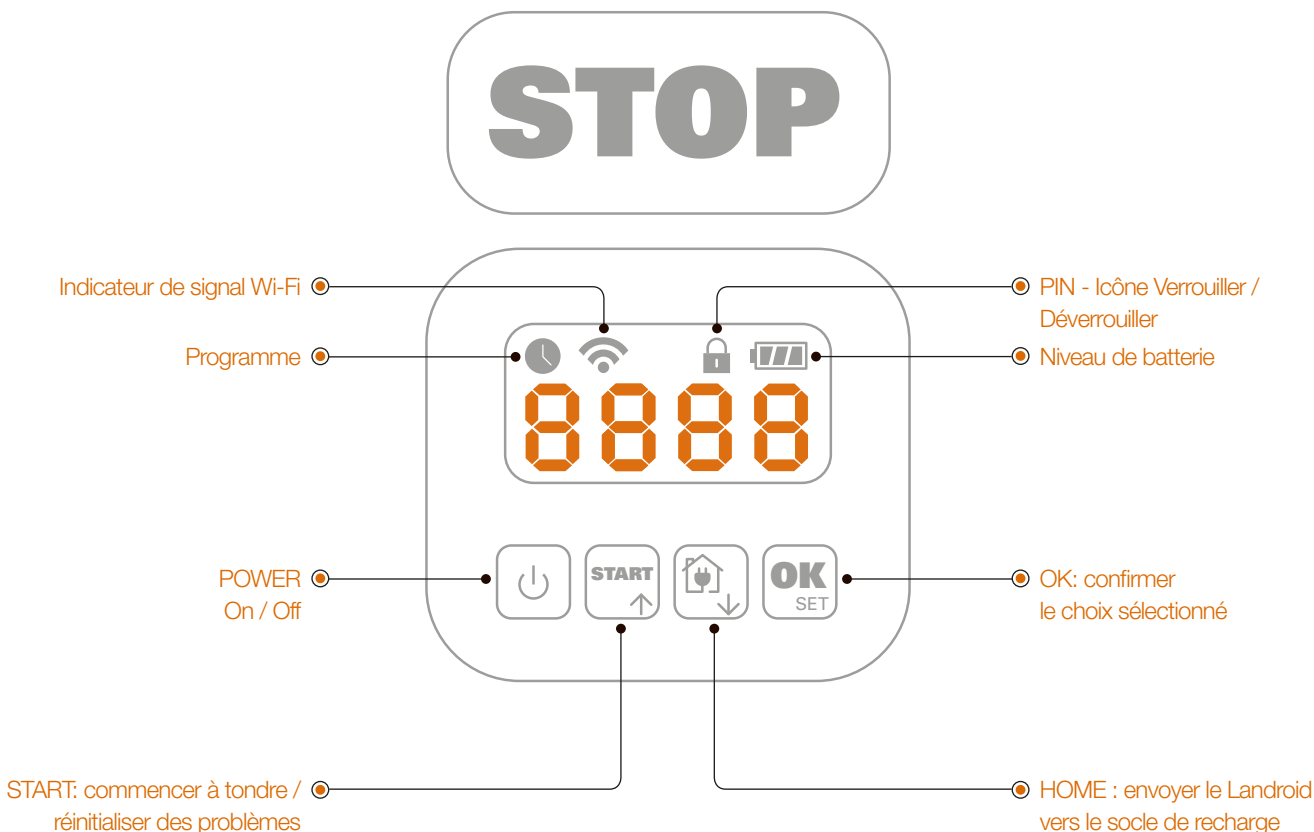 STOP
Indicateur de signal Wi-Fi
PIN - Icône Verrouiller /
Déverrouiller
Programme
Niveau de batterie
8888
POWER
On / Off
START
OK
SET
OK: confirmer
le choix sélectionné
START: commencer à tondre /
réinitialiser des problèmes
HOME : envoyer le Landroid
vers le socle de recharge